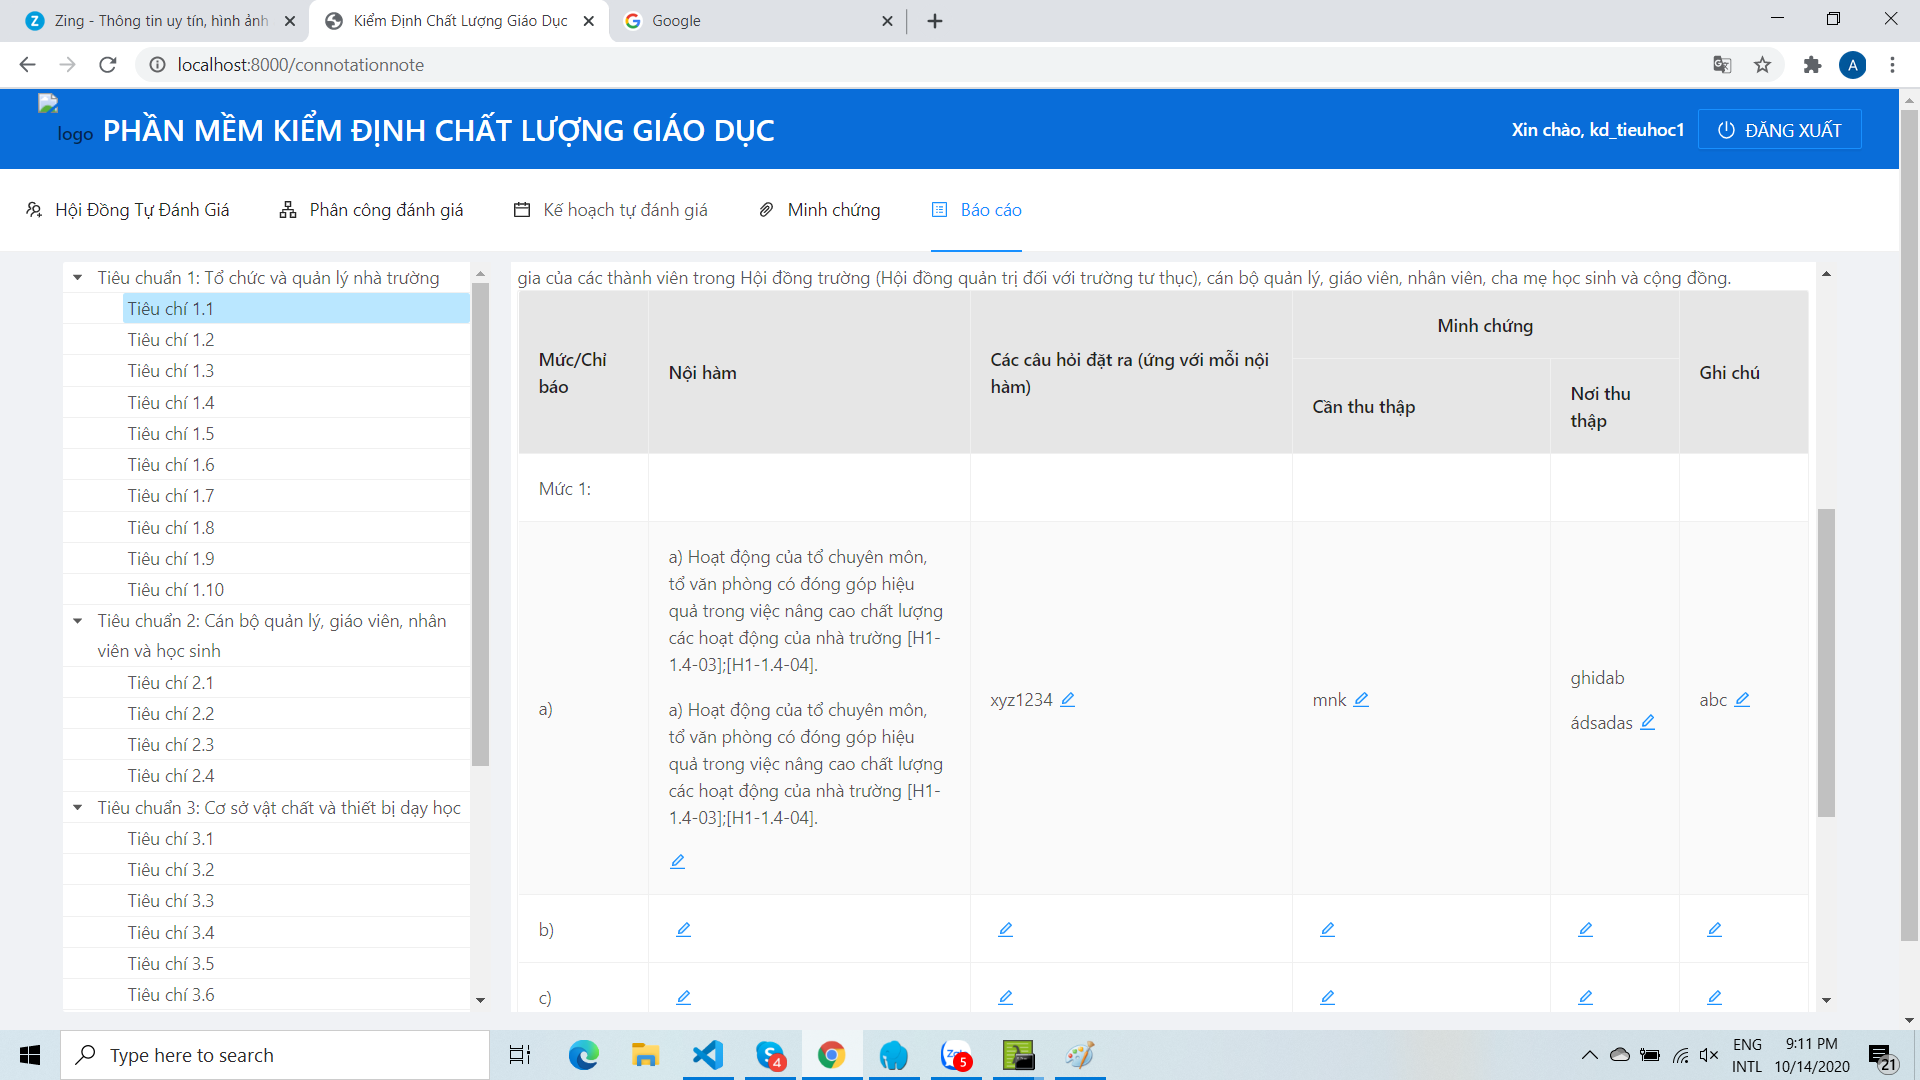 Zing - Thông tin uy tín, hình ảnh
Kiểm Định Chất Lượng Giáo Dục
Google
localhost:8000/connotationnote
A
logo
PHẦN MỀM KIỂM ĐỊNH CHẤT LƯỢNG GIÁO DỤC
Xin chào, kd_tieuhoc1
ĐĂNG XUẤT
Hội Đồng Tự Đánh Giá
Phân công đánh giá
Kế hoạch tự đánh giá
Minh chứng
Báo cáo
Tiêu chuẩn 1: Tổ chức và quản lý nhà trường
Tiêu chí 1.1
Tiêu chí 1.2
Tiêu chí 1.3
Tiêu chí 1.4
Tiêu chí 1.5
Tiêu chí 1.6
Tiêu chí 1.7
Tiêu chí 1.8
Tiêu chí 1.9
Tiêu chí 1.10
Tiêu chuẩn 2: Cán bộ quản lý, giáo viên, nhân
viên và học sinh
Tiêu chí 2.1
Tiêu chí 2.2
Tiêu chí 2.3
Tiêu chí 2.4
Tiêu chuẩn 3: Cơ sở vật chất và thiết bị dạy học
Tiêu chí 3.1
Tiêu chí 3.2
Tiêu chí 3.3
Tiêu chí 3.4
Tiêu chí 3.5
Tiêu chí 3.6
gia của các thành viên trong Hội đồng trường (Hội đồng quản trị đối với trường tư thục), cán bộ quản lý, giáo viên, nhân viên, cha mẹ học sinh và cộng đồng.
Mức/Chỉ
báo
Nội hàm
Các câu hỏi đặt ra (ứng với mỗi nội
hàm)
Minh chứng
Cần thu thập
Nơi thu
thập
Ghi chú
Mức 1:
a)
a) Hoạt động của tổ chuyên môn,
tổ văn phòng có đóng góp hiệu
quả trong việc nâng cao chất lượng
các hoạt động của nhà trường [H1-
1.4-03];[H1-1.4-04].
a) Hoạt động của tổ chuyên môn,
tổ văn phòng có đóng góp hiệu
quả trong việc nâng cao chất lượng
các hoạt động của nhà trường [H1-
1.4-03];[H1-1.4-04].
xyz1234
mnk
ghidab
ádsadas
abc
b)
c)
Type here to search
4
5
ENG
INTL
9:11 PM
10/14/2020
21